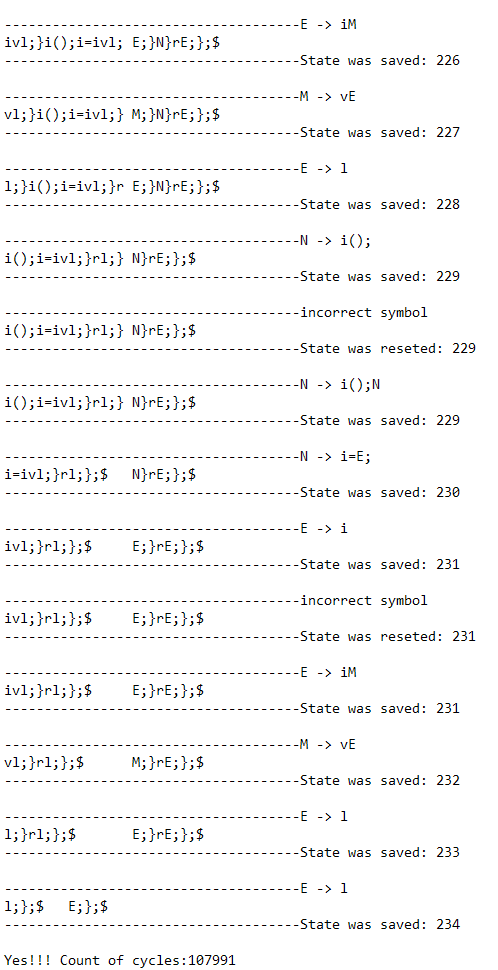 -------------------------------------E -> iM
ivl;}i();i=ivl; E;}N}rE;};$
-------------------------------------State was saved: 226
-------------------------------------M -> vE
vl;}i();i=ivl;} M;}N}rE;};$
-------------------------------------State was saved: 227
-------------------------------------E -> l
l;}i();i=ivl;}r E;}N}rE;};$
-------------------------------------State was saved: 228
-------------------------------------N -> i();
i();i=ivl;}rl;} N}rE;};$
-------------------------------------State was saved: 229
-------------------------------------incorrect symbol
i();i=ivl;}rl;} N}rE;};$
-------------------------------------State was reseted: 229
-------------------------------------N -> i();N
i();i=ivl;}rl;} N}rE;};$
-------------------------------------State was saved: 229
-------------------------------------N -> i=E;
i=ivl;}rl;};$   N}rE;};$
-------------------------------------State was saved: 230
-------------------------------------E -> i
ivl;}rl;};$     E;}rE;};$
-------------------------------------State was saved: 231
-------------------------------------incorrect symbol
ivl;}rl;};$     E;}rE;};$
-------------------------------------State was reseted: 231
-------------------------------------E -> iM
ivl;}rl;};$     E;}rE;};$
-------------------------------------State was saved: 231
-------------------------------------M -> vE
vl;}rl;};$      M;}rE;};$
-------------------------------------State was saved: 232
-------------------------------------E -> l
l;}rl;};$       E;}rE;};$
-------------------------------------State was saved: 233
-------------------------------------E -> l
l;};$   E;};$
-------------------------------------State was saved: 234
Yes!!! Count of cycles:107991